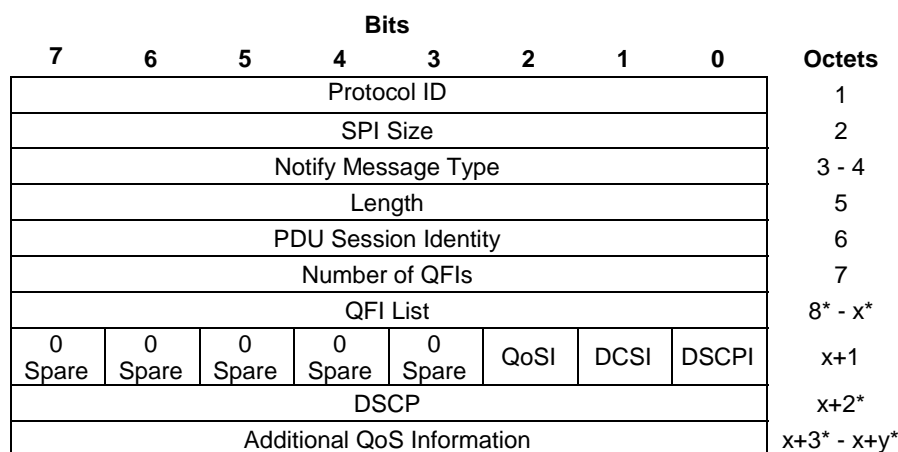 Bits
7 6 5 4 3 2 1 0 Octets
Protocol ID 1
SPI Size 2
Notify Message Type 3 - 4
Length 5
PDU Session Identity 6
Number of QFIs 7
QFI List 8* - x*
0 0 0 0 0
Spare Spare Spare Spare Spare QoSI DCSI DSCPI x+1
DSCP x+2*
Additional QoS Information x+3* - x+y*